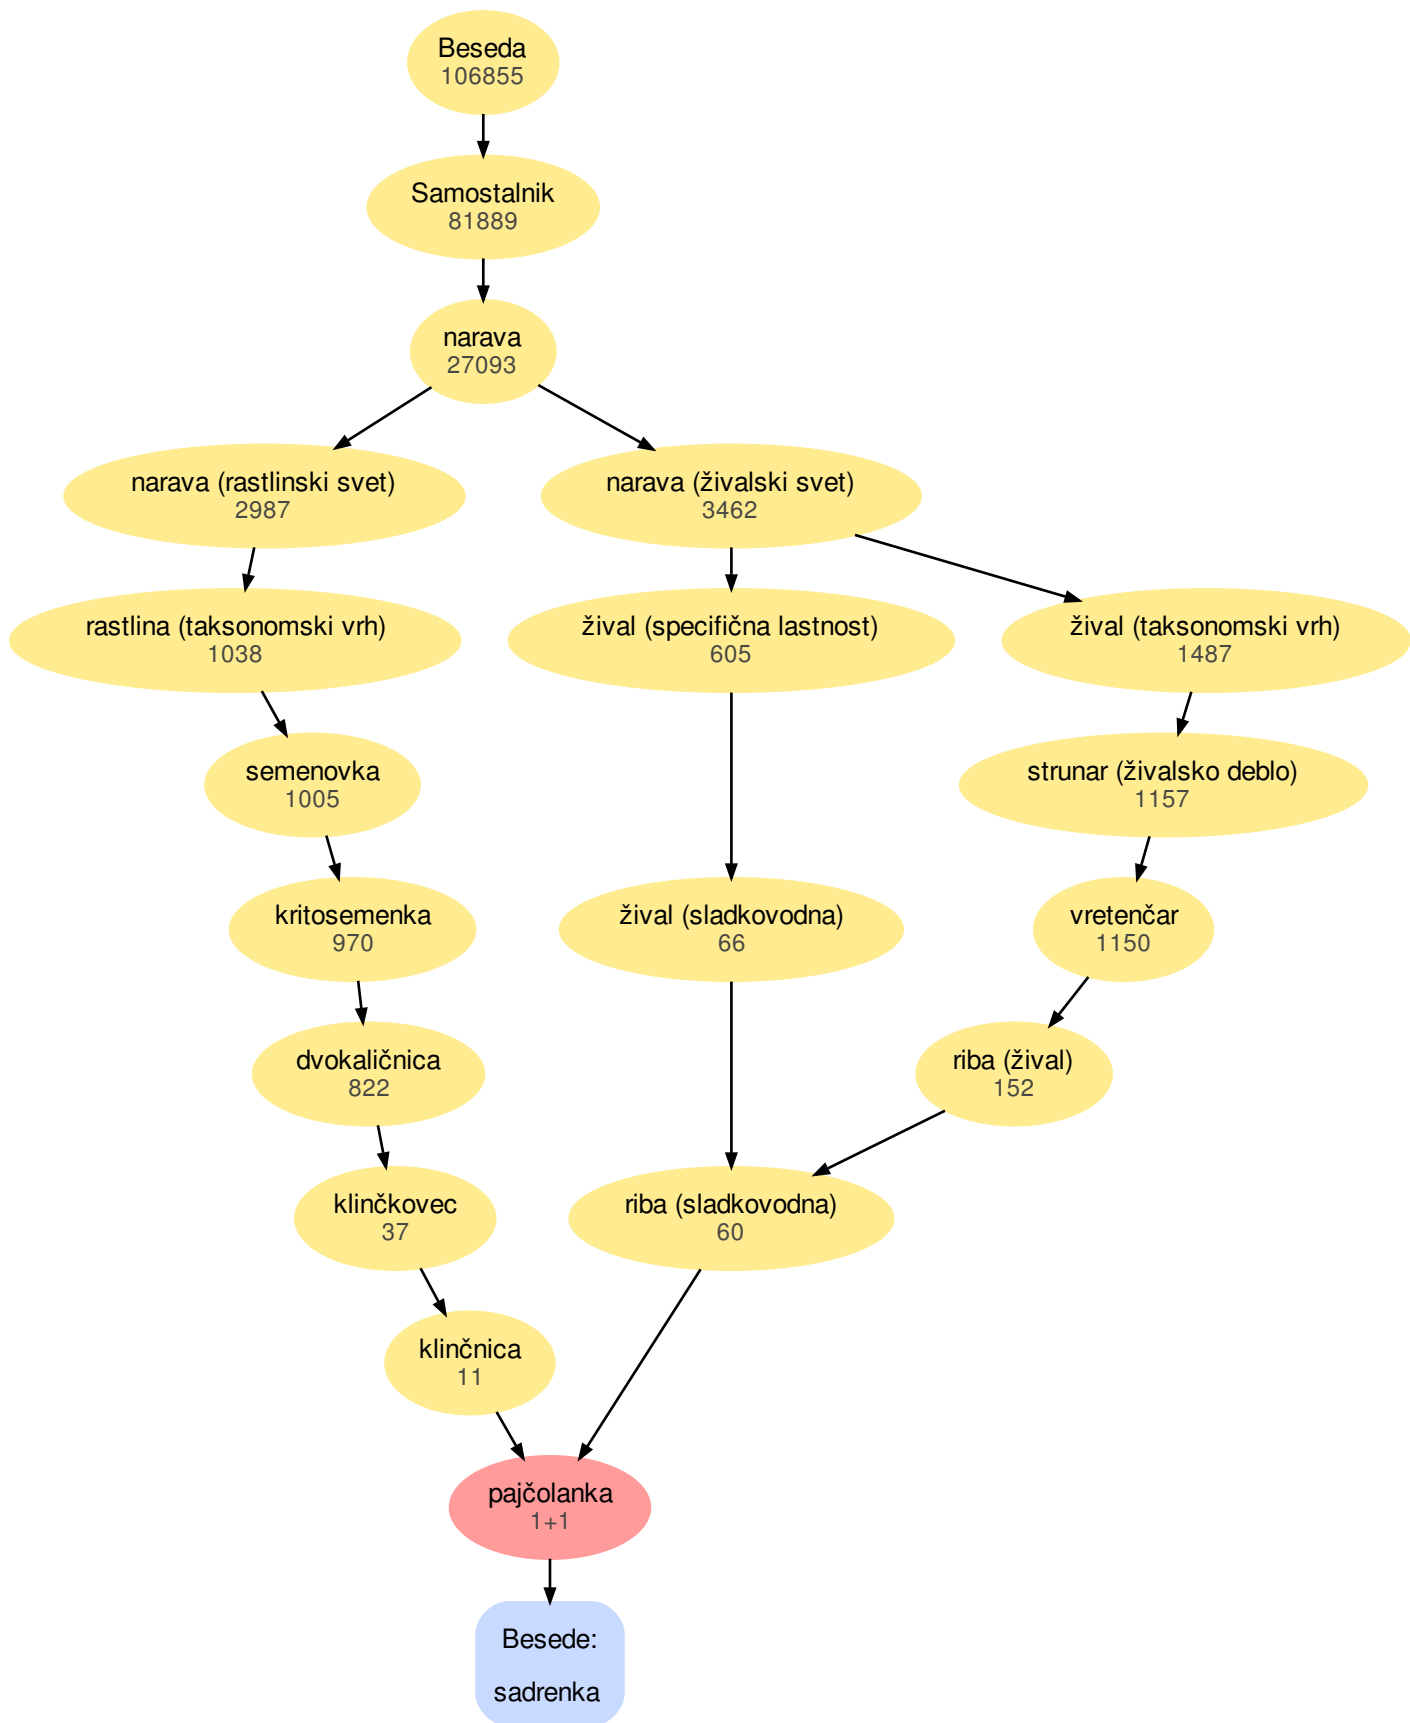 Beseda
106855
Samostalnik
81889
narava
27093
narava (rastlinski svet)
2987
narava (živalski svet)
3462
rastlina (taksonomski vrh)
1038
žival (specifična lastnost)
605
žival (taksonomski vrh)
1487
semenovka
1005
strunar (živalsko deblo)
1157
kritosemenka
970
žival (sladkovodna)
66
vretenčar
1150
dvokaličnica
822
riba (žival)
152
klinčkovec
37
riba (sladkovodna)
60
klinčnica
11
pajčolanka
1+1
Besede:
sadrenka